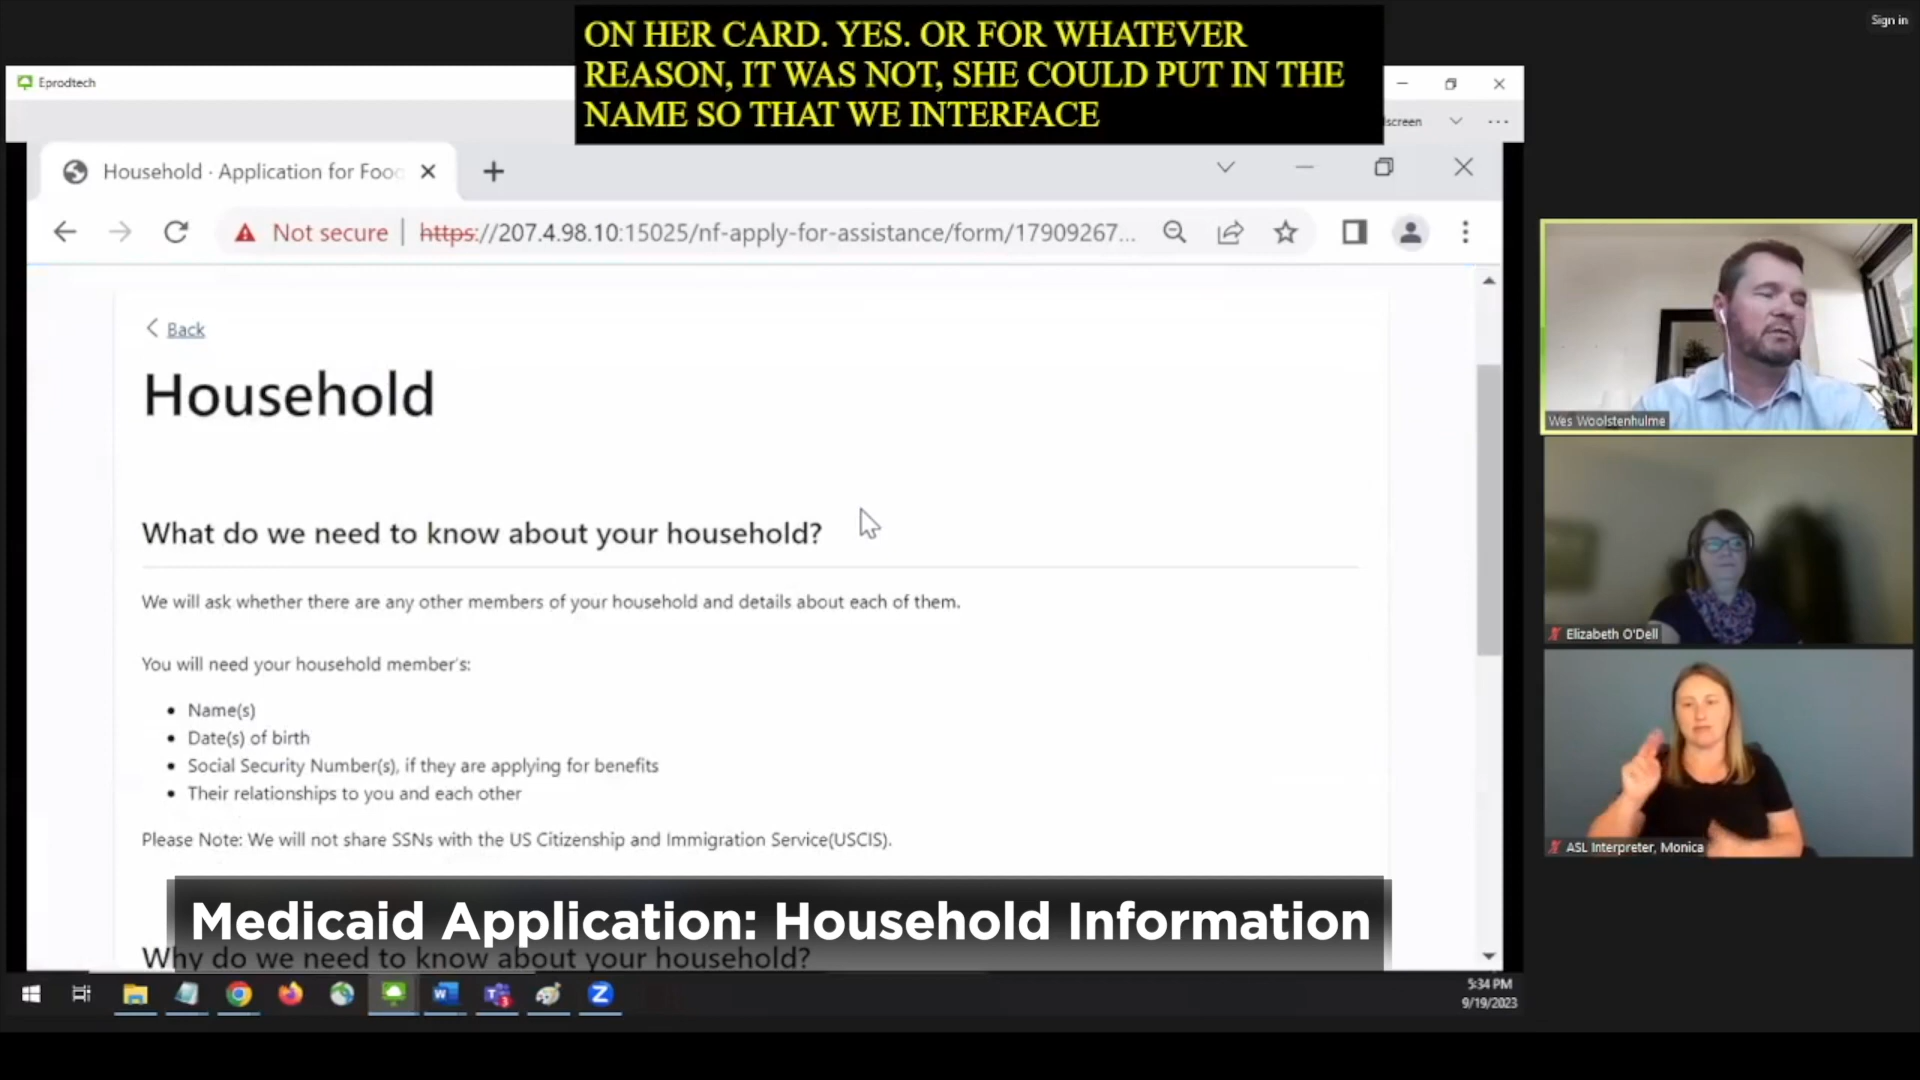 Sign in
ON HER CARD. YES. OR FOR WHATEVER
REASON, IT WAS NOT, SHE COULD PUT IN THE
NAME SO THAT WE INTERFACE
Eprodtech
screen
Household · Application for Food
Not secure | https://207.4.98.10:15025/nf-apply-for-assistance/form/17909267...
Back
Household
What do we need to know about your household?
We will ask whether there are any other members of your household and details about each of them.
You will need your household member's:
• Name(s)
• Date(s) of birth
• Social Security Number(s), if they are applying for benefits
• Their relationships to you and each other
Please Note: We will not share SSNs with the US Citizenship and Immigration Service(USCIS).
Medicaid Application: Household Information
Why do we need to know about your household?
5:34 PM
9/19/2023
Wes Woolstenhulme
Elizabeth O'Dell
ASL Interpreter, Monica